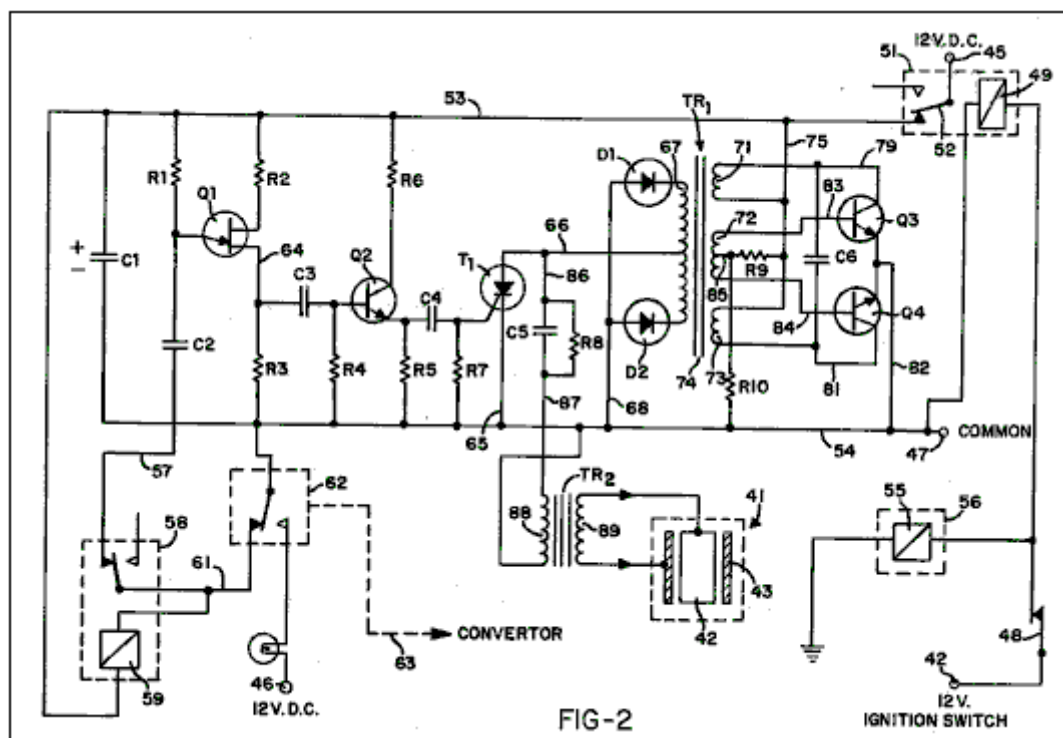 12V.D.C.
51
45
49
53
TR1
75
79
52
D1
67
71
R1
R2
R6
83
Q1
66
72
Q3
+
-
C1
64
C3
Q2
T1
86
R9
C6
C4
85
Q4
C2
C5
R8
84
D2
R3
R4
R5
R7
73
74
R10
81
82
87
68
65
54
COMMON
47
57
62
TR2
41
55
56
58
88
89
61
43
63
CONVERTOR
42
48
59
46
12V.D.C.
42
12V.
IGNITION SWITCH
FIG-2